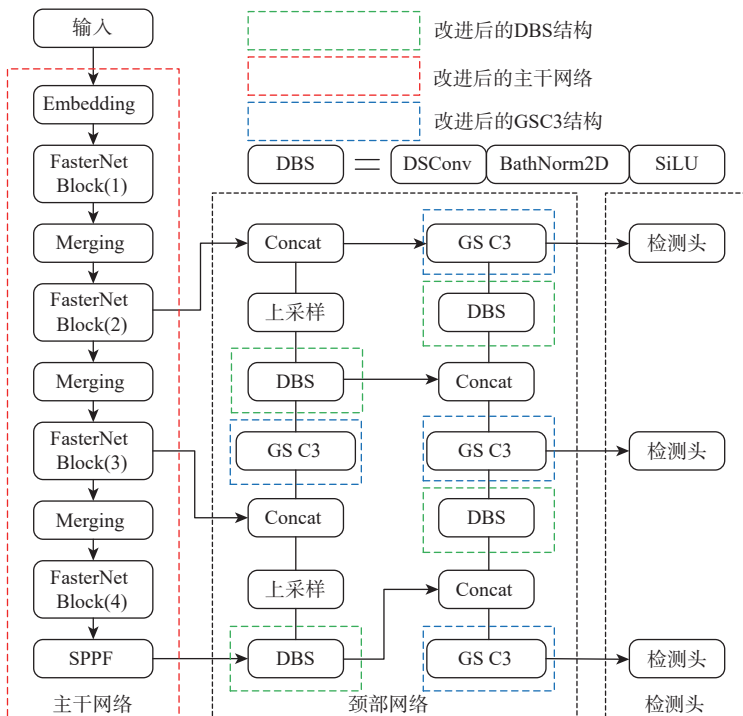 输入
Embedding
FasterNet
Block(1)
Merging
FasterNet
Block(2)
Merging
FasterNet
Block(3)
Merging
FasterNet
Block(4)
SPPF
主干网络
改进后的DBS结构
改进后的主干网络
改进后的GSC3结构
DBS
DSConv
BathNorm2D
SiLU
Concat
上采样
DBS
GS C3
Concat
上采样
DBS
GS C3
DBS
Concat
GS C3
DBS
Concat
GS C3
颈部网络
检测头
检测头
检测头
检测头